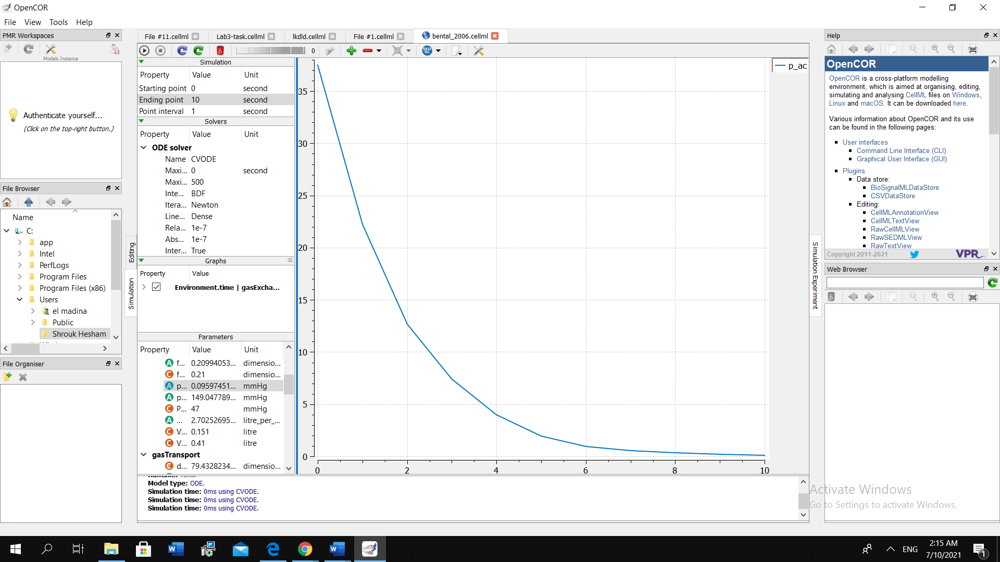 OpenCOR
File View Tools Help
PMR Workspaces
Models Instance
Authenticate yourself...
(Click on the top-right button.)
File Browser
Name
C:
app
Intel
PerfLogs
Program Files
Program Files (x86)
Users
el madina
Public
Shrouk Hesham
File Organiser
Editing
Simulation
File #11.cellml
Lab3-task.cellml
lkdld.cellml
File #1.cellml
bental_2006.cellml
0
SED ML
Simulation
Property Value Unit
Starting point 0 second
Ending point 10 second
Point interval 1 second
Solvers
Property Value Unit
ODE solver
Name CVODE
Maxi... 0 second
Maxi... 500
Inte... BDF
Itera... Newton
Line... Dense
Rela... 1e-7
Abs... 1e-7
Inter... True
Graphs
Property Value
Environment.time | gasExcha...
Parameters
Property Value Unit
A f... 0.20994053... dimensio...
C f... 0.21 dimensio...
A p... 0.09597451... mmHg
A p... 149.047789... mmHg
C P... 47 mmHg
A ... 2.70252695... litre_per_...
C V... 0.151 litre
C V... 0.41 litre
gasTransport
C d... 79.4328234... dimensio...
35
30
25
20
15
10
5
0
0 2 4 6 8 10
p_ac
Model type: ODE.
Simulation time: 0ms using CVODE.
Simulation time: 0ms using CVODE.
Simulation time: 0ms using CVODE.
Simulation Experiment
Help
OpenCOR
OpenCOR is a cross-platform modelling
environment, which is aimed at organising, editing,
simulating and analysing CellML files on Windows,
Linux and macOS. It can be downloaded here.
Various information about OpenCOR and its use
can be found in the following pages:
User interfaces
Command Line Interface (CLI)
Graphical User Interface (GUI)
Plugins
Data store:
BioSignalMLDataStore
CSVDataStore
Editing:
CellMLAnnotationView
CellMLTextView
RawCellMLView
RawSEDMLView
RawTextView
Copyright 2011-2021
VPR
Web Browser
Activate Windows
Go to Settings to activate Windows.
ENG
2:15 AM
7/10/2021
1